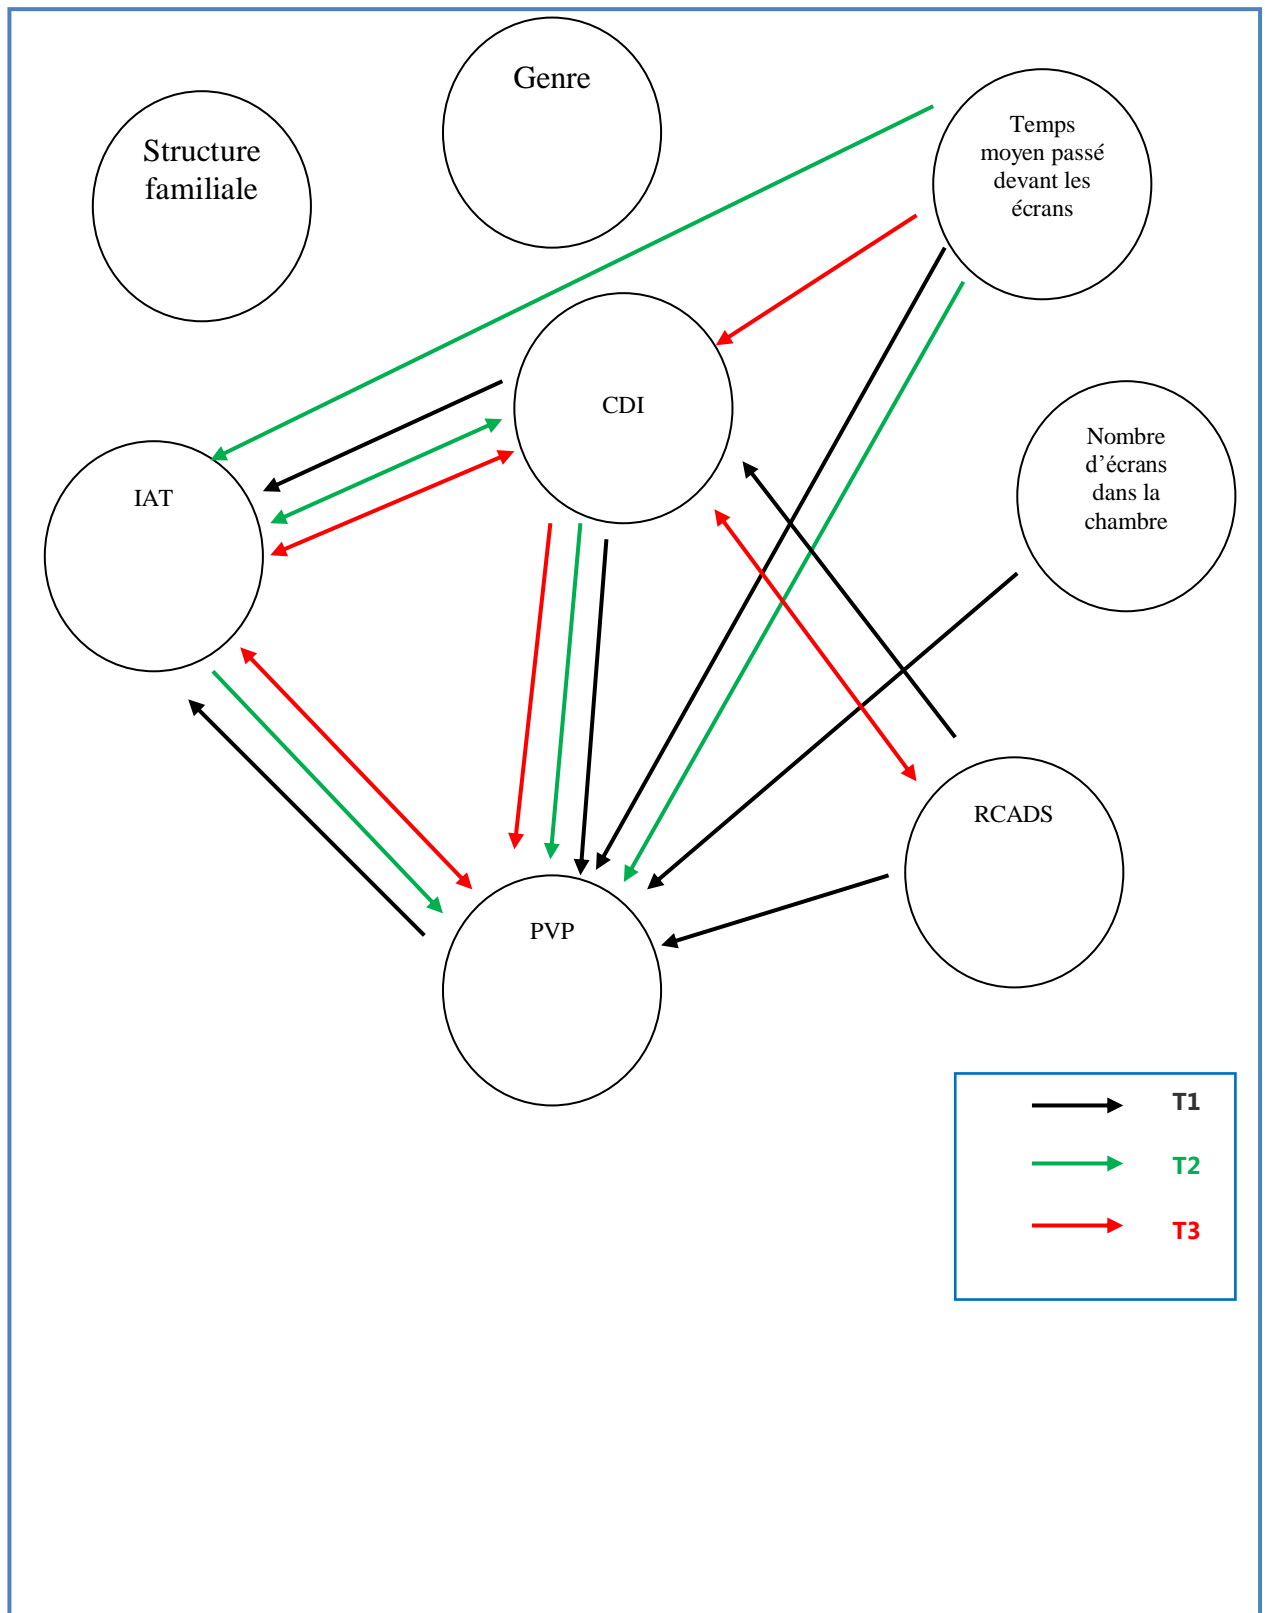 Genre
Structure
familiale
Temps
moyen passé
devant les
écrans
CDI
Nombre
d’écrans
dans la
chambre
IAT
RCADS
PVP
T1
T2
T3